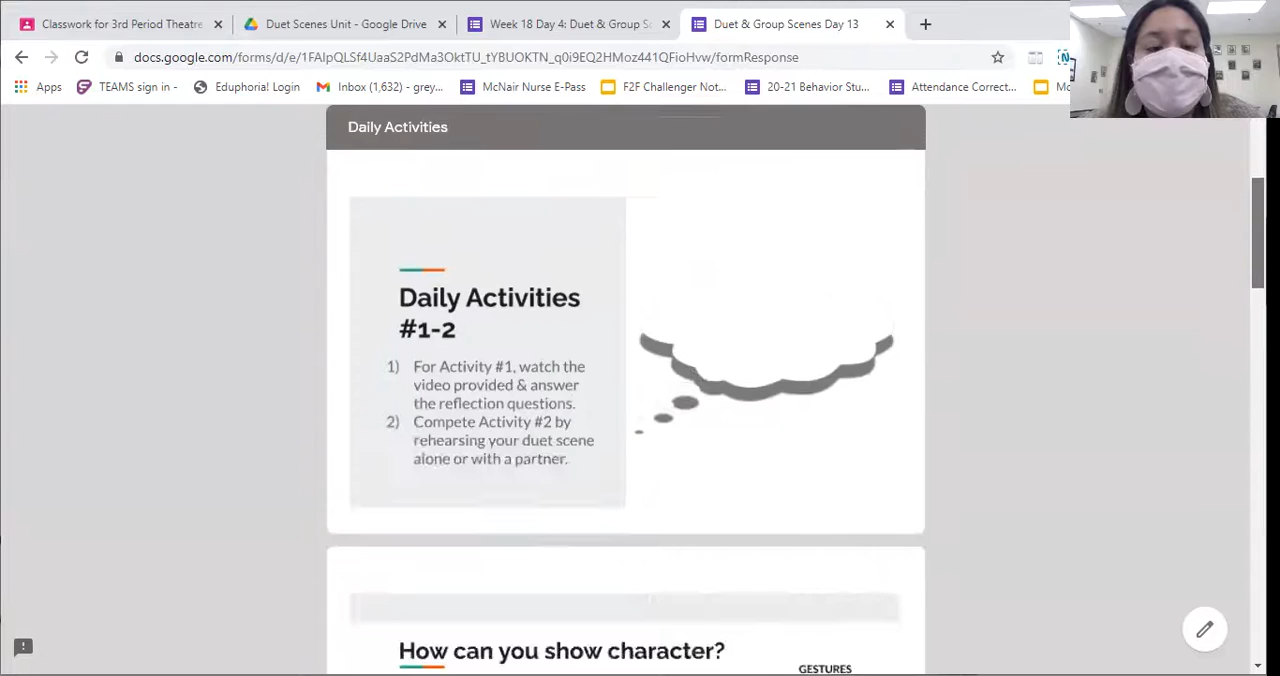 Classwork for 3rd Period Theatre
Duet Scenes Unit - Google Drive
Week 18 Day 4: Duet & Group Sc
Duet & Group Scenes Day 13
docs.google.com/forms/d/e/
/formResponse
Apps
TEAMS sign in -
Eduphoria! Login
Inbox (1,632) - grey...
McNair Nurse E-Pass
F2F Challenger Not...
20-21 Behavior Stu...
Attendance Correct...
Mc
Daily Activities
Daily Activities
#1-2
1) For Activity #1, watch the
video provided & answer
the reflection questions.
2) Compete Activity #2 by
rehearsing your duet scene
alone or with a partner.
How can you show character?
GESTURES